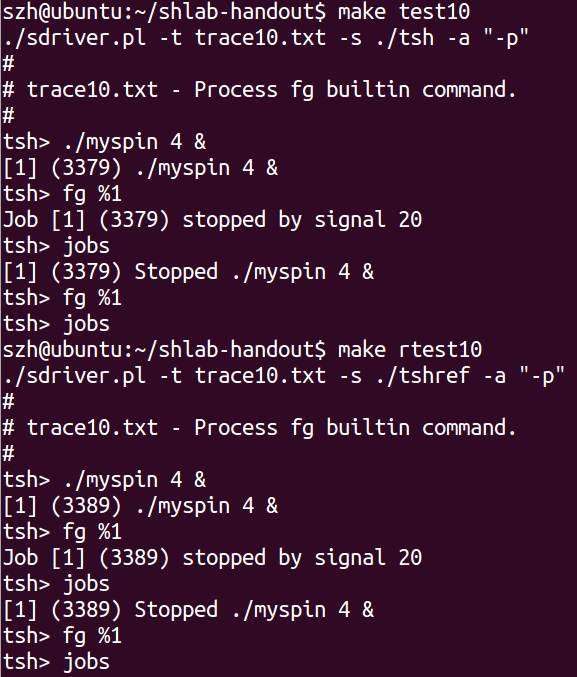 szh@ubuntu:~/shlab-handout$ make test10
./sdriver.pl -t trace10.txt -s ./tsh -a "-p"
#
# trace10.txt - Process fg builtin command.
#
tsh> ./myspin 4 &
[1] (3379) ./myspin 4 &
tsh> fg %1
Job [1] (3379) stopped by signal 20
tsh> jobs
[1] (3379) Stopped ./myspin 4 &
tsh> fg %1
tsh> jobs
szh@ubuntu:~/shlab-handout$ make rtest10
./sdriver.pl -t trace10.txt -s ./tshref -a "-p"
#
# trace10.txt - Process fg builtin command.
#
tsh> ./myspin 4 &
[1] (3389) ./myspin 4 &
tsh> fg %1
Job [1] (3389) stopped by signal 20
tsh> jobs
[1] (3389) Stopped ./myspin 4 &
tsh> fg %1
tsh> jobs